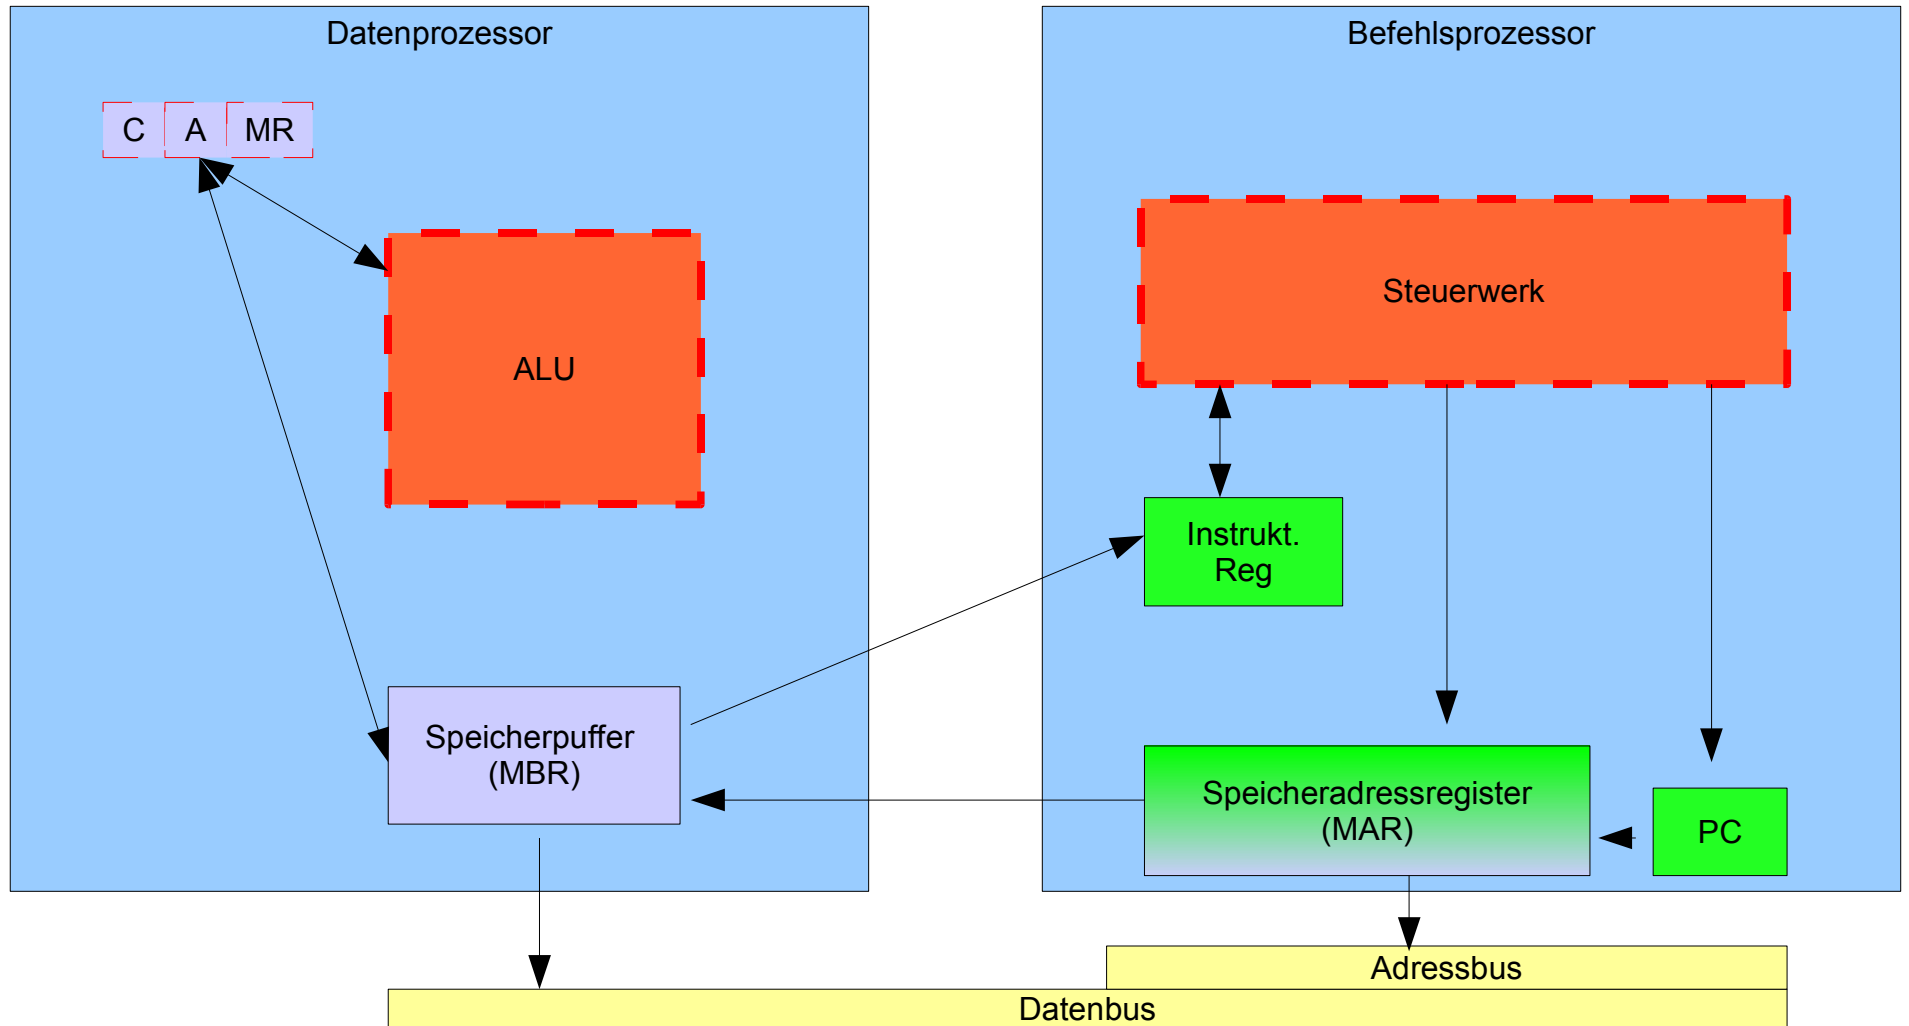 Datenprozessor
Befehlsprozessor
C A MR
Steuerwerk
ALU
Instrukt.
Reg
Speicherpuffer
(MBR)
Speicheradressregister
(MAR)
PC
Adressbus
Datenbus